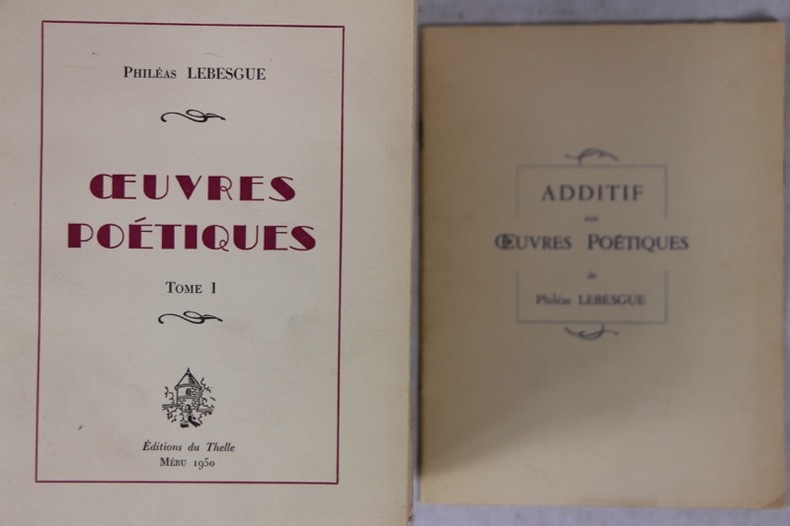 Philéas LEBESGUE
ŒUVRES
POÉTIQUES
Tome I
Éditions du Thelle
Méru 1950
ADDITIF
aux
ŒUVRES POÉTIQUES
de
Philéas LEBESGUE